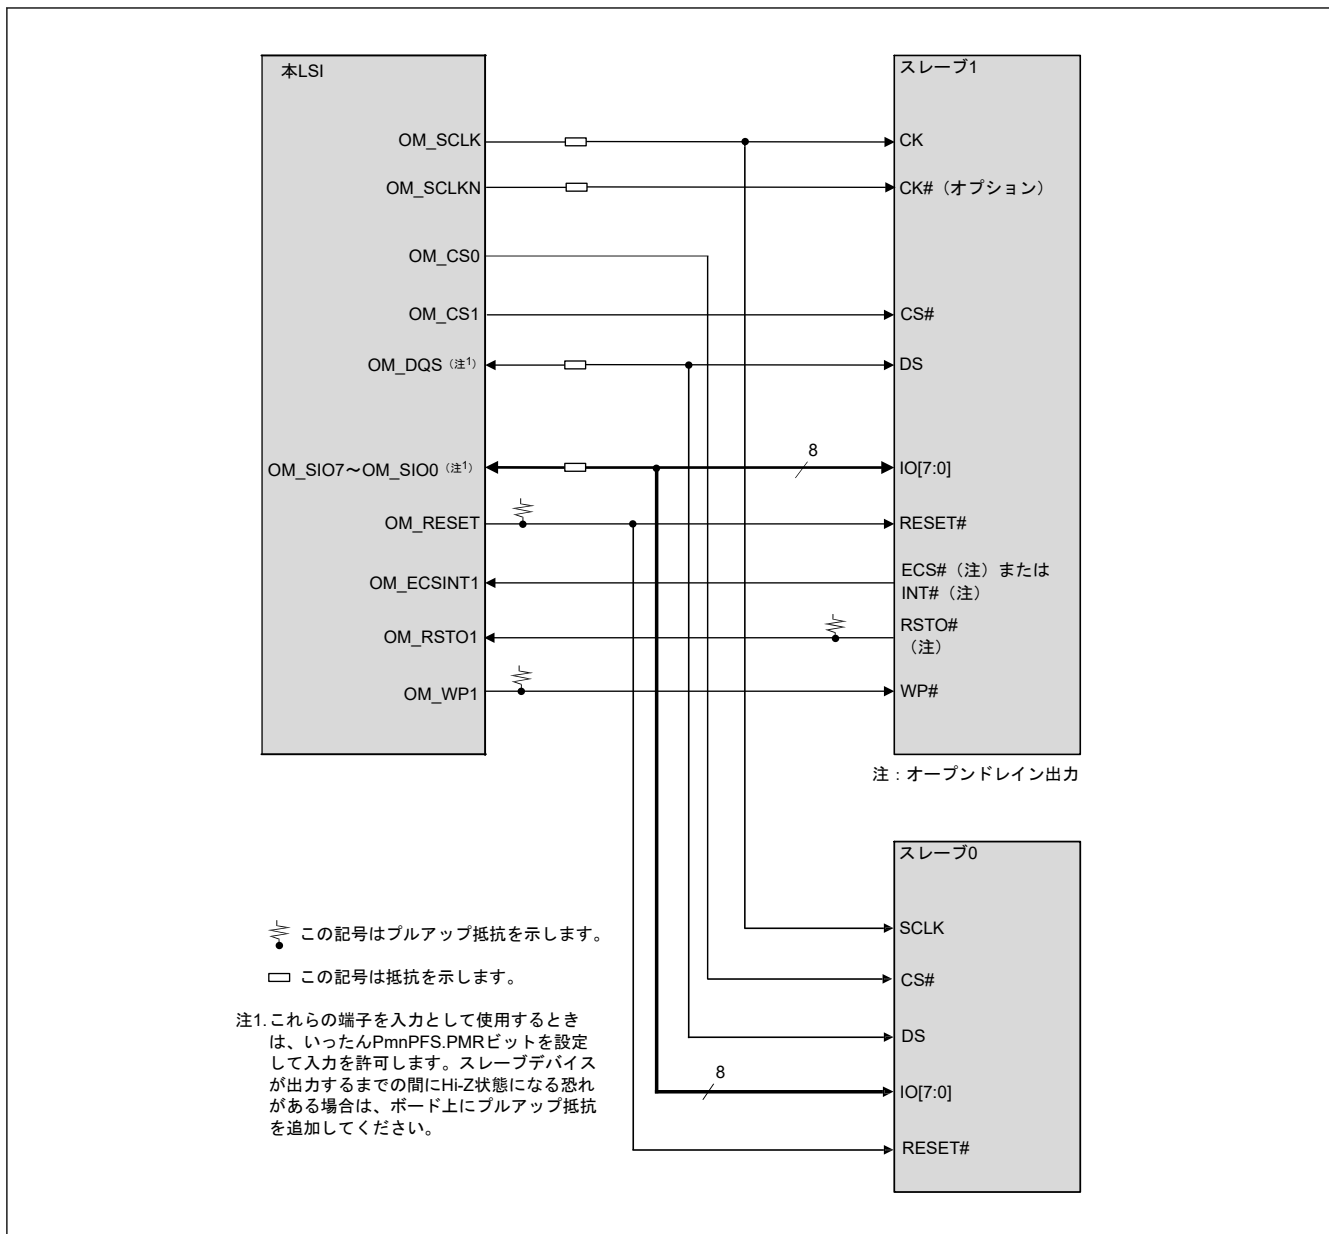 本LSI
OM_SCLK
OM_SCLKN
OM_CS0
OM_CS1
OM_DQS（注1）
OM_SIO7～OM_SIO0（注1）
OM_RESET
OM_ECSINT1
OM_RSTO1
OM_WP1
8
スレーブ1
CK
CK#（オプション）
CS#
DS
IO[7:0]
RESET#
ECS#（注）または
INT#（注）
RSTO#
（注）
WP#
注：オープンドレイン出力
スレーブ0
SCLK
CS#
DS
8
IO[7:0]
RESET#
この記号はプルアップ抵抗を示します。
この記号は抵抗を示します。
注1.これらの端子を入力として使用するとき
は、いったんPmnPFS.PMRビットを設定
して入力を許可します。スレーブデバイス
が出力するまでの間にHi-Z状態になる恐れ
がある場合は、ボード上にプルアップ抵抗
を追加してください。